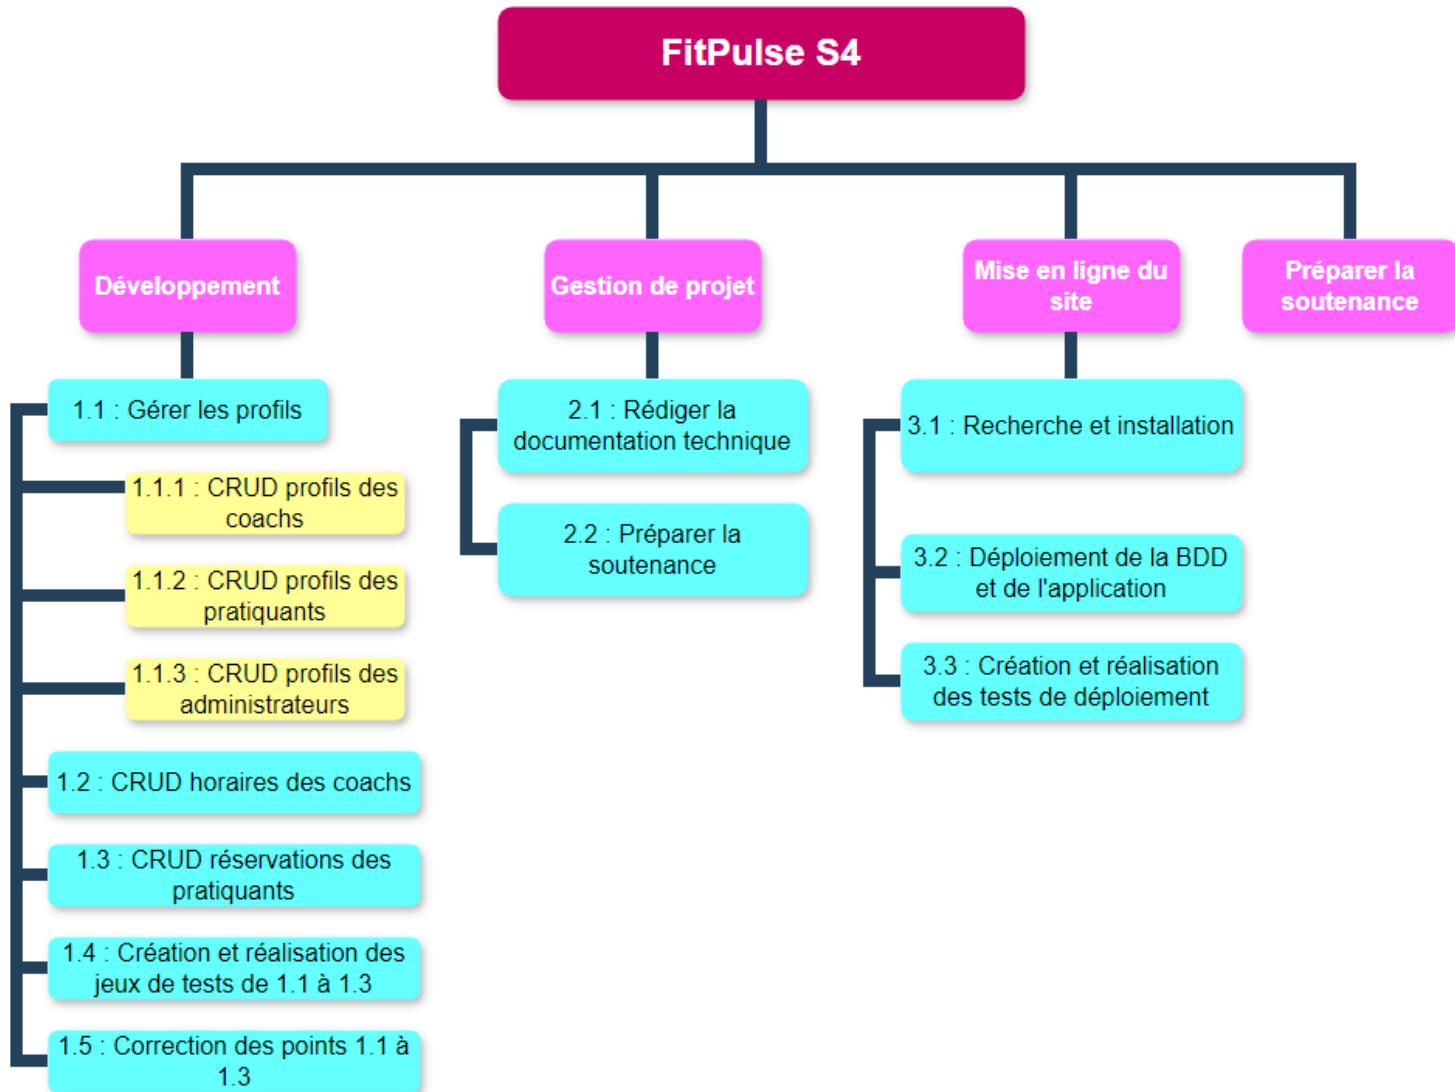 FitPulse S4
Développement
Gestion de projet
Mise en ligne du
site
Préparer la
soutenance
1.1 : Gérer les profils
1.1.1 : CRUD profils des
coachs
1.1.2 : CRUD profils des
pratiquants
1.1.3 : CRUD profils des
administrateurs
1.2 : CRUD horaires des coachs
1.3 : CRUD réservations des
pratiquants
1.4 : Création et réalisation des
jeux de tests de 1.1 à 1.3
1.5 : Correction des points 1.1 à
1.3
2.1 : Rédiger la
documentation technique
2.2 : Préparer la
soutenance
3.1 : Recherche et installation
3.2 : Déploiement de la BDD
et de l'application
3.3 : Création et réalisation
des tests de déploiement